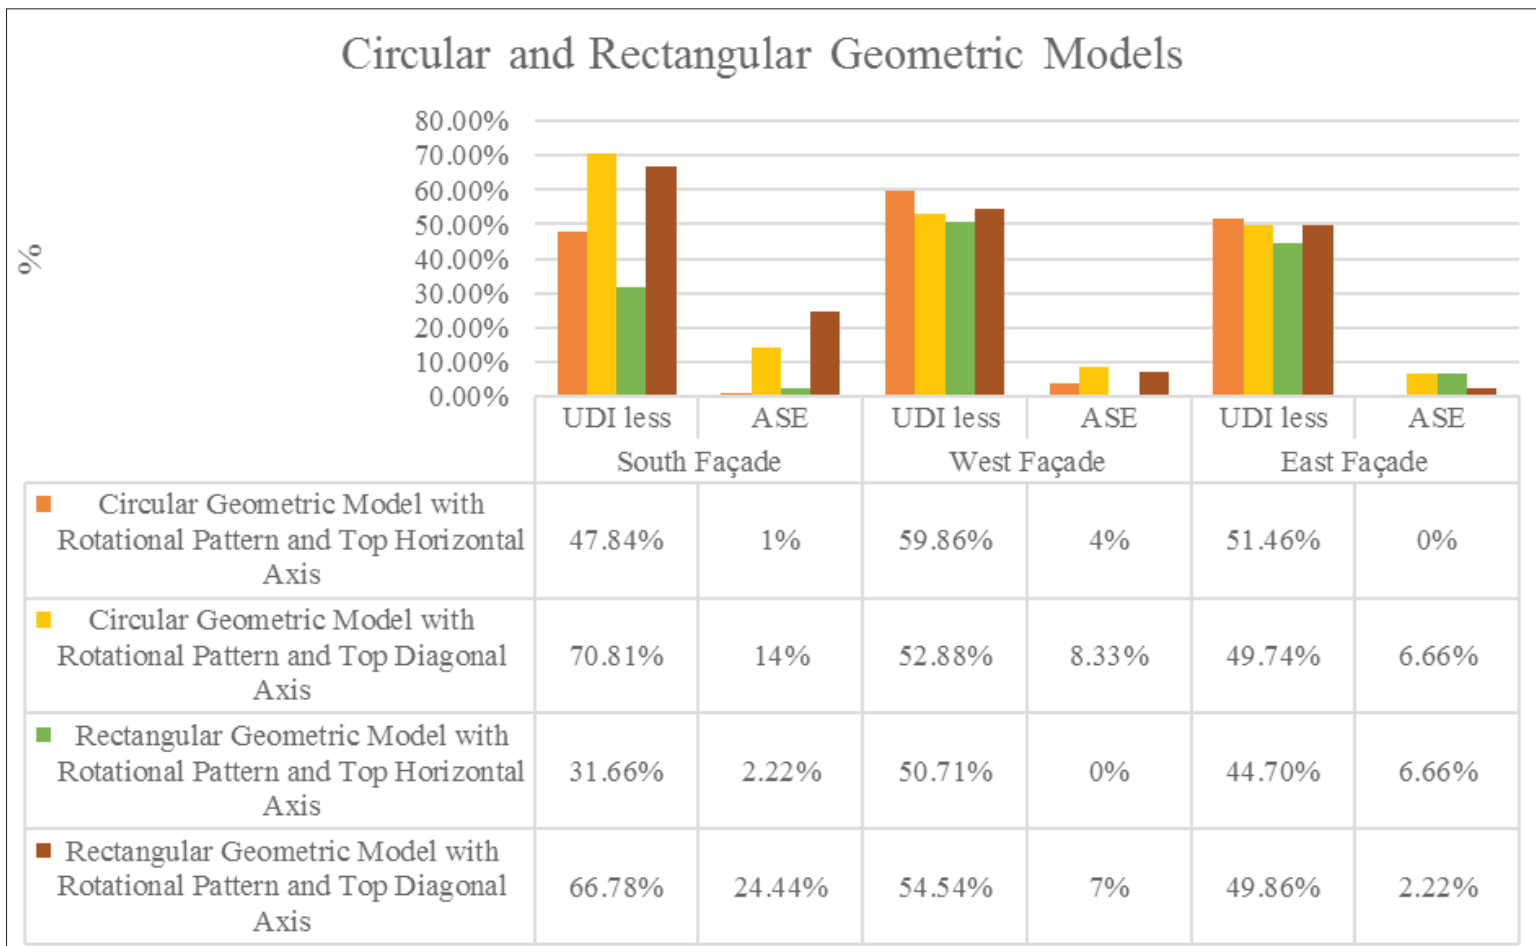 Circular and Rectangular Geometric Models
%
80.00%
70.00%
60.00%
50.00%
40.00%
30.00%
20.00%
10.00%
0.00%
UDI less ASE UDI less ASE UDI less ASE
South Façade West Façade East Façade
Circular Geometric Model with
Rotational Pattern and Top Horizontal
Axis
47.84% 1% 59.86% 4% 51.46% 0%
Circular Geometric Model with
Rotational Pattern and Top Diagonal
Axis
70.81% 14% 52.88% 8.33% 49.74% 6.66%
Rectangular Geometric Model with
Rotational Pattern and Top Horizontal
Axis
31.66% 2.22% 50.71% 0% 44.70% 6.66%
Rectangular Geometric Model with
Rotational Pattern and Top Diagonal
Axis
66.78% 24.44% 54.54% 7% 49.86% 2.22%